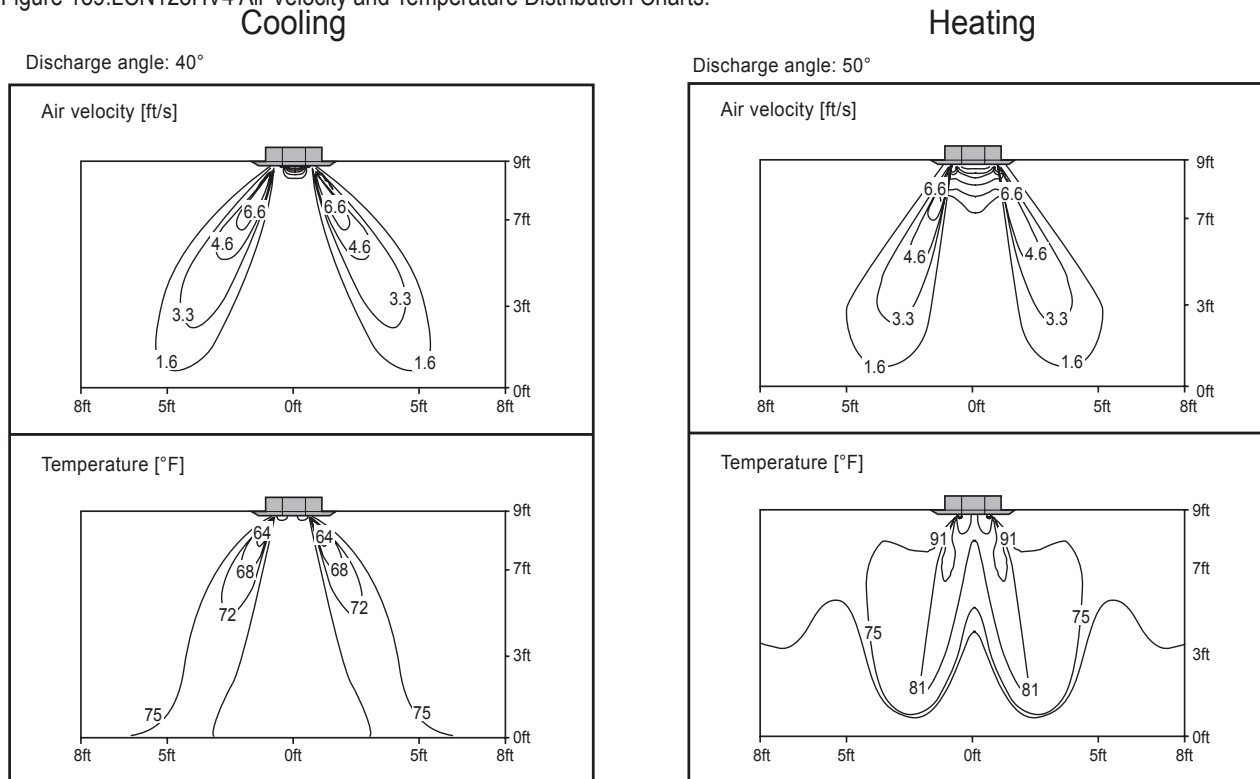 Figure 109:LCN126HV4 Air Velocity and Temperature Distribution Charts.
Cooling
Discharge angle: 40°
Air velocity [ft/s]
9ft
6.6
6.6
7ft
4.6
4.6
3.3
3.3
3ft
1.6
1.6
0ft
8ft
5ft
0ft
5ft
8ft
Temperature [°F]
9ft
64
64
68
68
7ft
72
72
3ft
75
75
0ft
8ft
5ft
0ft
5ft
8ft
Heating
Discharge angle: 50°
Air velocity [ft/s]
9ft
6.6
6.6
7ft
4.6
4.6
3.3
3.3
3ft
1.6
1.6
0ft
8ft
5ft
0ft
5ft
8ft
Temperature [°F]
9ft
91
91
7ft
75
75
3ft
81
81
0ft
8ft
5ft
0ft
5ft
8ft